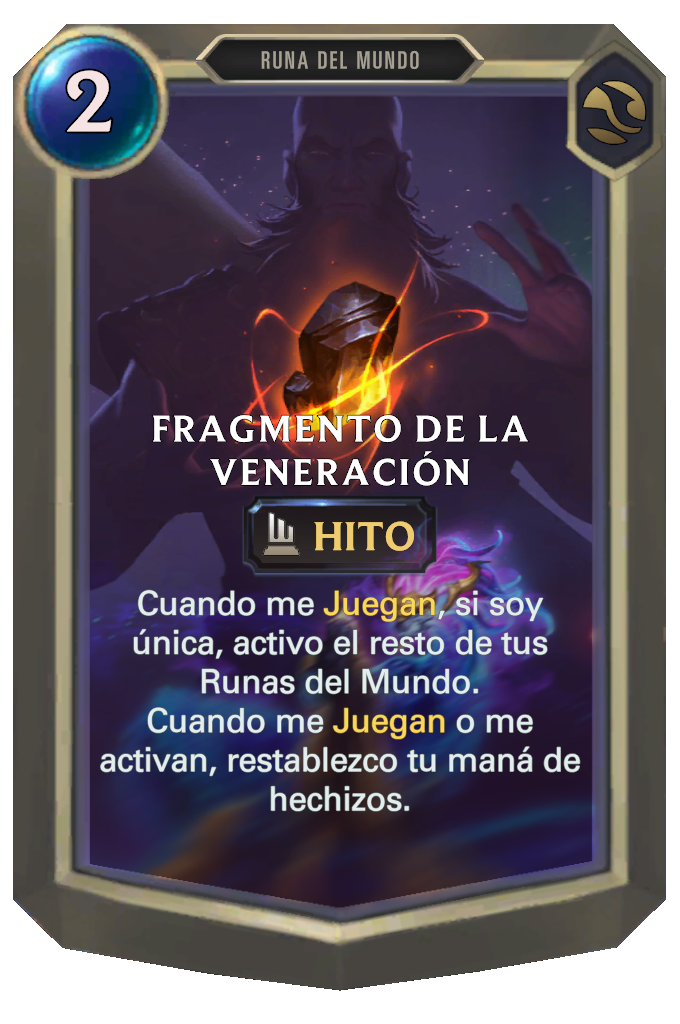 RUNA DEL MUNDO
2
FRAGMENTO DE LA
VENERACIÓN
HITO
Cuando me Juegan, si soy
única, activo el resto de tus
Runas del Mundo.
Cuando me Juegan o me
activan, restablezco tu maná de
hechizos.